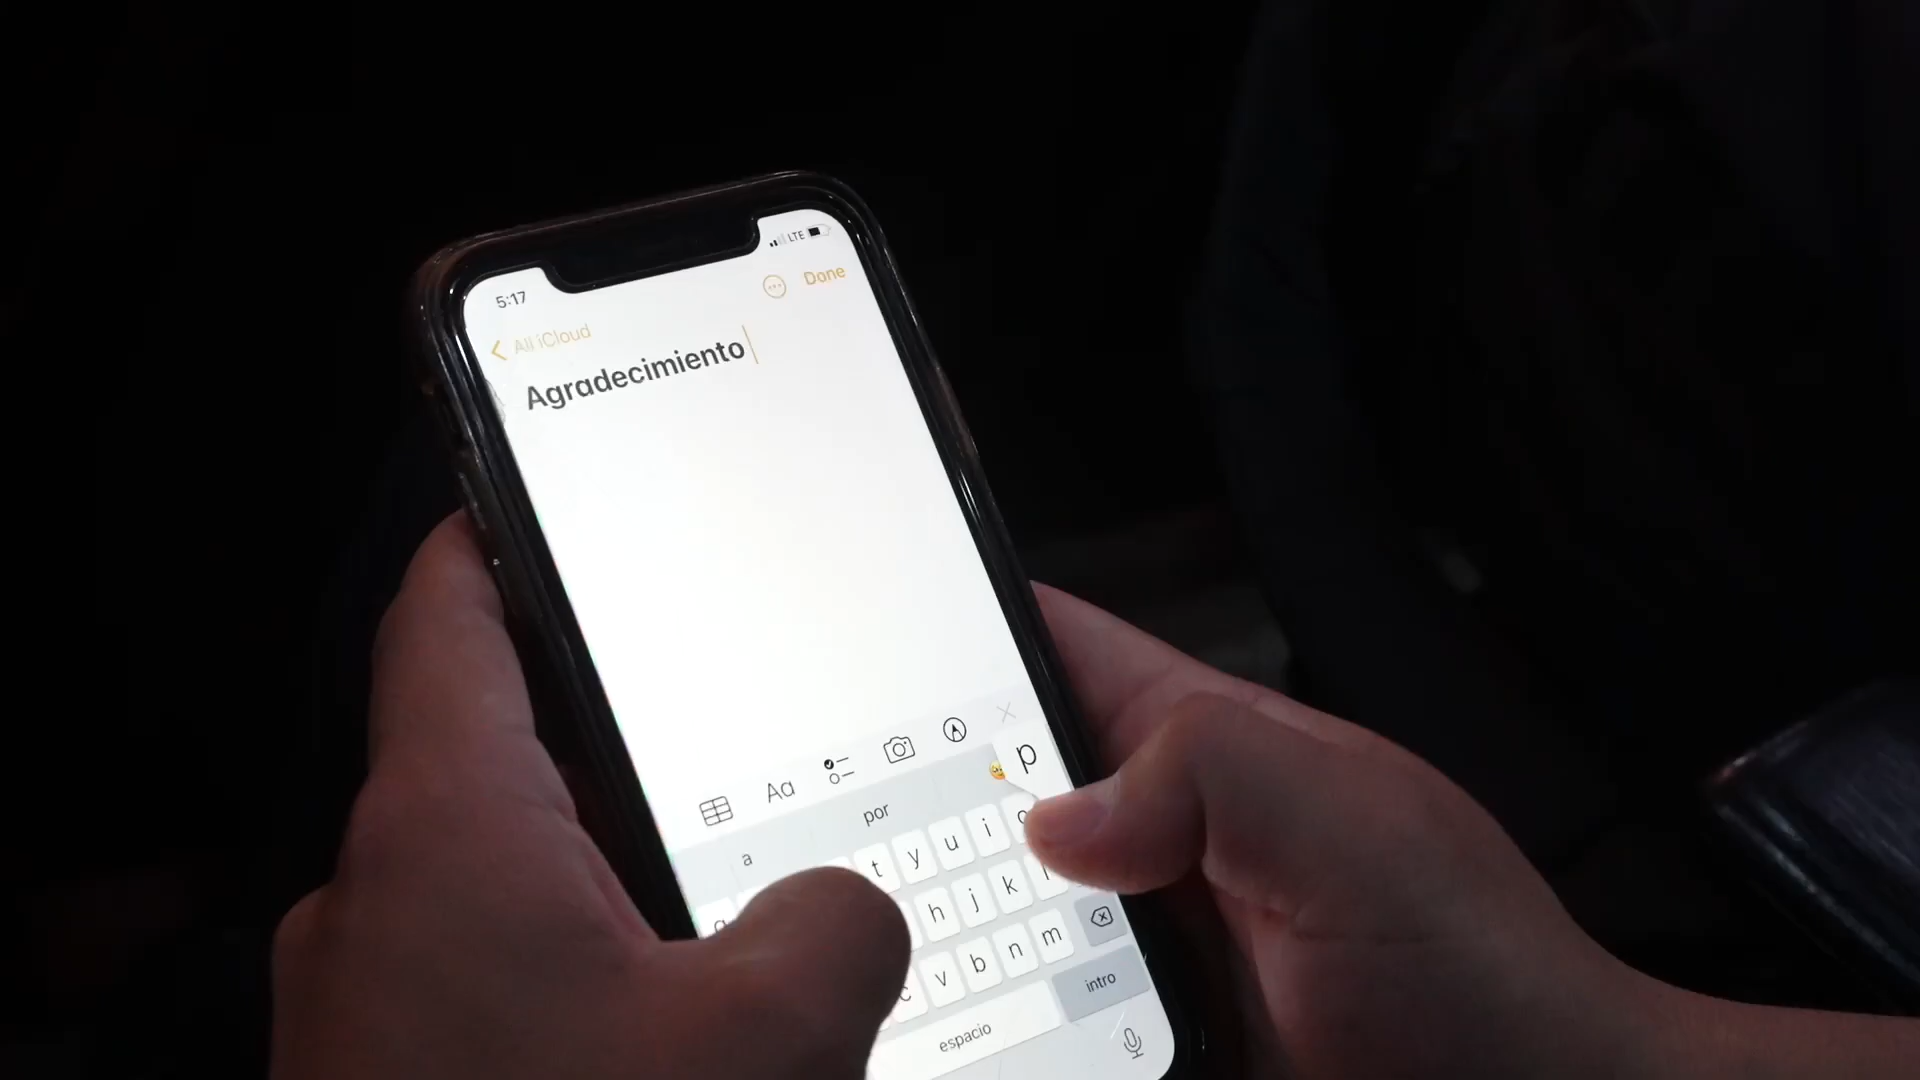 5:17
LTE
Done
All iCloud
Agradecimiento
Aa
a
por
p
t y u i
h j k
c v b n m
espacio
intro